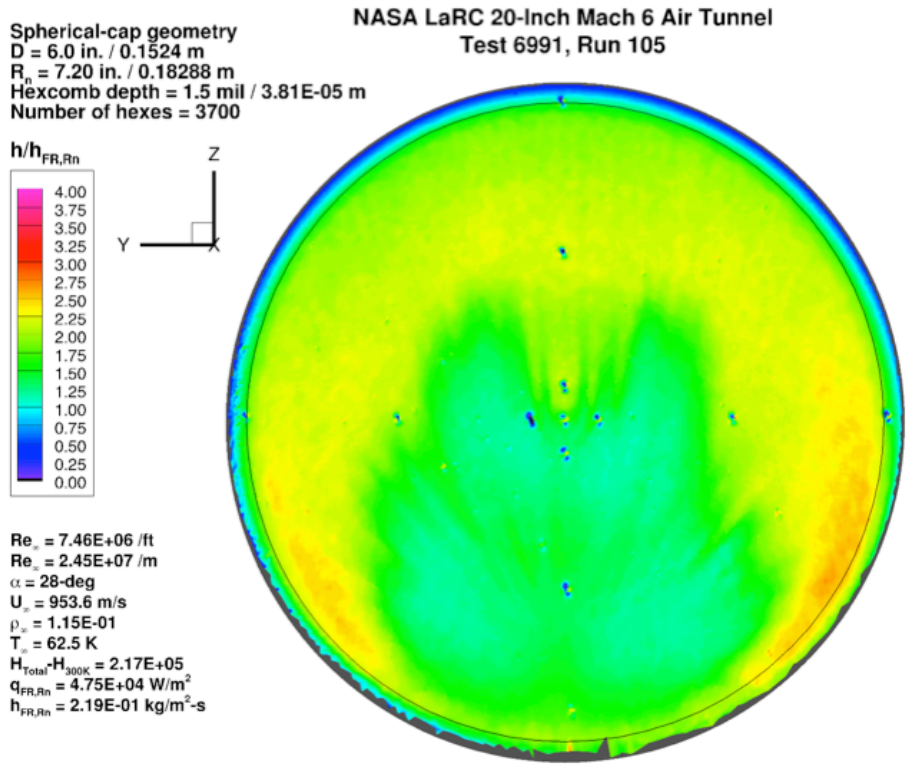 NASA LaRC 20-Inch Mach 6 Air Tunnel
Test 6991, Run 105
Spherical-cap geometry
D = 6.0 in. / 0.1524 m
Rn = 7.20 in. / 0.18288 m
Hexcomb depth = 1.5 mil / 3.81E-05 m
Number of hexes = 3700
h/hFR,Rn
4.00
3.75
3.50
3.25
3.00
2.75
2.50
2.25
2.00
1.75
1.50
1.25
1.00
0.75
0.50
0.25
0.00
Z
Y
X
Re∞ = 7.46E+06 /ft
Re∞ = 2.45E+07 /m
α = 28-deg
U∞ = 953.6 m/s
ρ∞ = 1.15E-01
T∞ = 62.5 K
HTotal-H300K = 2.17E+05
qFR,Rn = 4.75E+04 W/m²
hFR,Rn = 2.19E-01 kg/m²-s